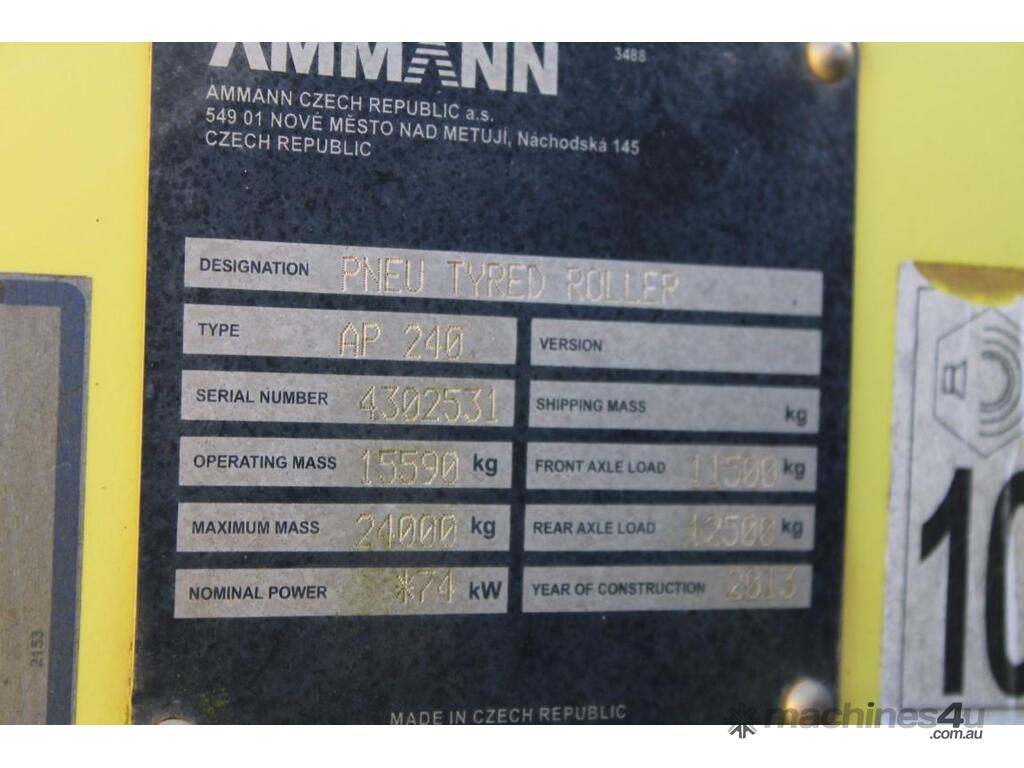 AMMANN
3488
AMMANN CZECH REPUBLIC a.s.
549 01 NOVÉ MĚSTO NAD METUJÍ, Náchodská 145
CZECH REPUBLIC
DESIGNATION PNEU TYRED ROLLER
TYPE AP 240
VERSION
SERIAL NUMBER 4302531
SHIPPING MASS kg
OPERATING MASS 15590 kg
FRONT AXLE LOAD 11500 kg
MAXIMUM MASS 24000 kg
REAR AXLE LOAD 12500 kg
NOMINAL POWER *74 kW
YEAR OF CONSTRUCTION 2013
MADE IN CZECH REPUBLIC
2153
10
machines4u
.com.au